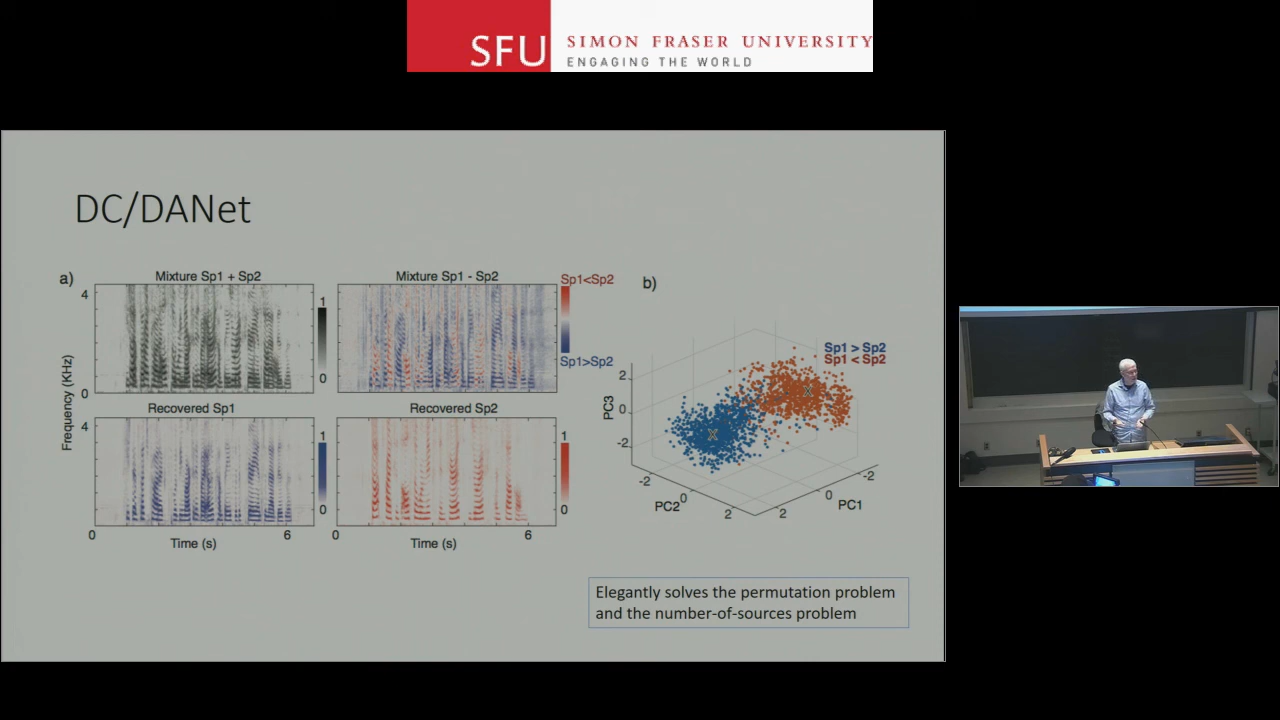 SFU
SIMON FRASER UNIVERSITY
ENGAGING THE WORLD
DC/DANet
a)
Mixture Sp1 + Sp2
Mixture Sp1 - Sp2
Sp1<Sp2
Sp1>Sp2
4
0
1
0
Recovered Sp1
Recovered Sp2
4
1
0
1
0
Frequency (KHz)
0
6
0
6
Time (s)
Time (s)
b)
Sp1 > Sp2
Sp1 < Sp2
PC3
2
0
-2
X
X
-2
0
2
PC2
-2
0
2
PC1
Elegantly solves the permutation problem
and the number-of-sources problem